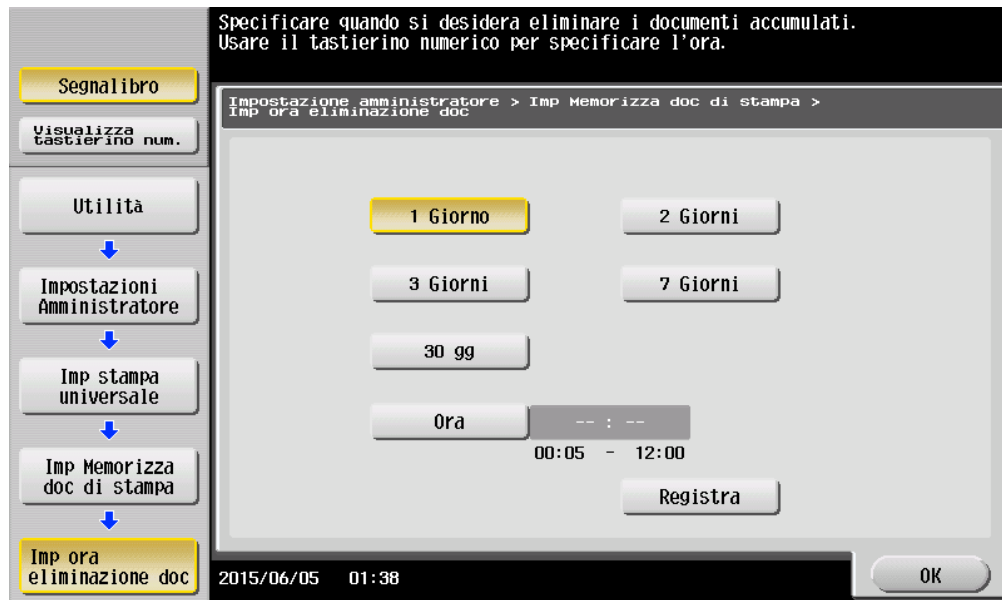 Specificare quando si desidera eliminare i documenti accumulati.
Usare il tastierino numerico per specificare l'ora.
Segnalibro
Visualizza
tastierino num.
Utilità
Impostazioni
Amministratore
Imp stampa
universale
Imp Memorizza
doc di stampa
Imp ora
eliminazione doc
Impostazione amministratore > Imp Memorizza doc di stampa >
Imp ora eliminazione doc
1 Giorno
2 Giorni
3 Giorni
7 Giorni
30 gg
Ora
-- : --
00:05 - 12:00
Registra
2015/06/05 01:38
OK